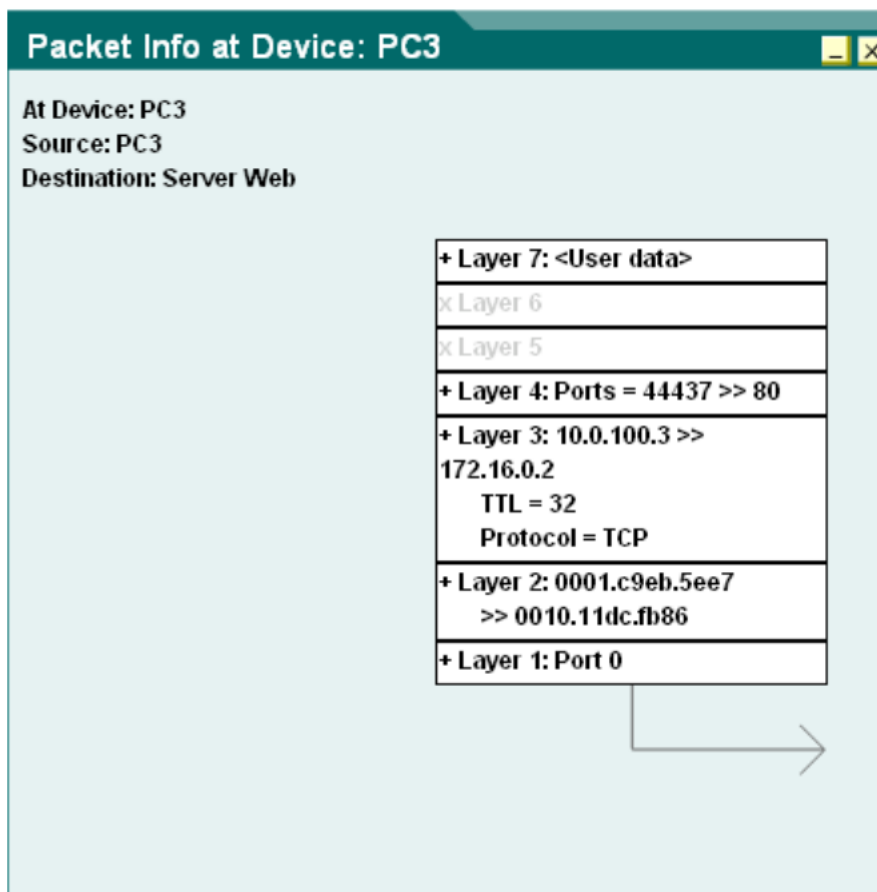 Packet Info at Device: PC3
At Device: PC3
Source: PC3
Destination: Server Web
+ Layer 7: <User data>
x Layer 6
x Layer 5
+ Layer 4: Ports = 44437 >> 80
+ Layer 3: 10.0.100.3 >>
172.16.0.2
TTL = 32
Protocol = TCP
+ Layer 2: 0001.c9eb.5ee7
>> 0010.11dc.fb86
+ Layer 1: Port 0